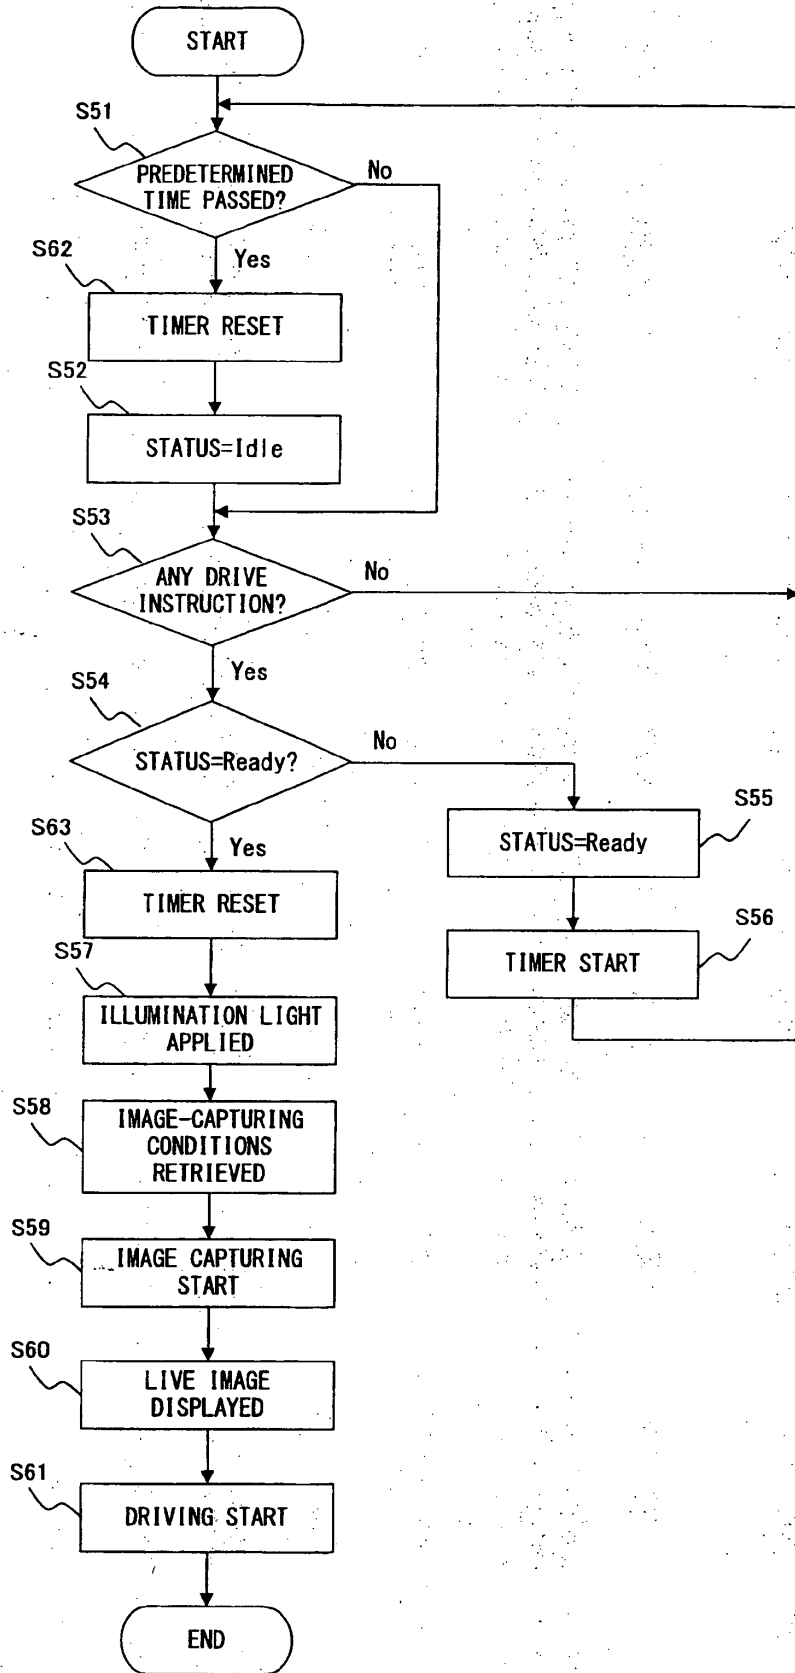 START
S51
PREDETERMINED
TIME PASSED?
No
Yes
S62
TIMER RESET
S52
STATUS=Idle
S53
ANY DRIVE
INSTRUCTION?
No
Yes
S54
STATUS=Ready?
No
Yes
S55
STATUS=Ready
S63
TIMER RESET
S56
TIMER START
S57
ILLUMINATION LIGHT
APPLIED
S58
IMAGE-CAPTURING
CONDITIONS
RETRIEVED
S59
IMAGE CAPTURING
START
S60
LIVE IMAGE
DISPLAYED
S61
DRIVING START
END